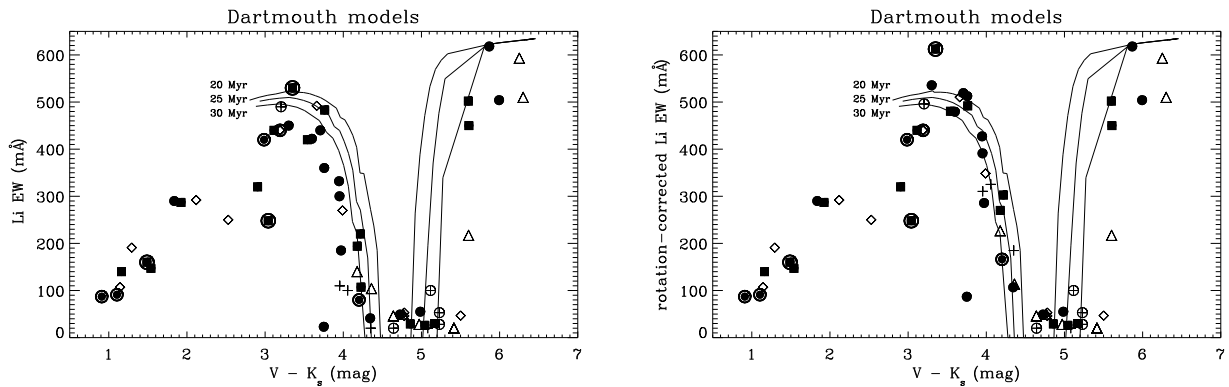 Dartmouth models
Li EW (mÅ)
600
500
400
300
200
100
0
20 Myr
25 Myr
30 Myr
1 2 3 4 5 6 7
V - Ks (mag)
Dartmouth models
rotation-corrected Li EW (mÅ)
600
500
400
300
200
100
0
20 Myr
25 Myr
30 Myr
1 2 3 4 5 6 7
V - Ks (mag)